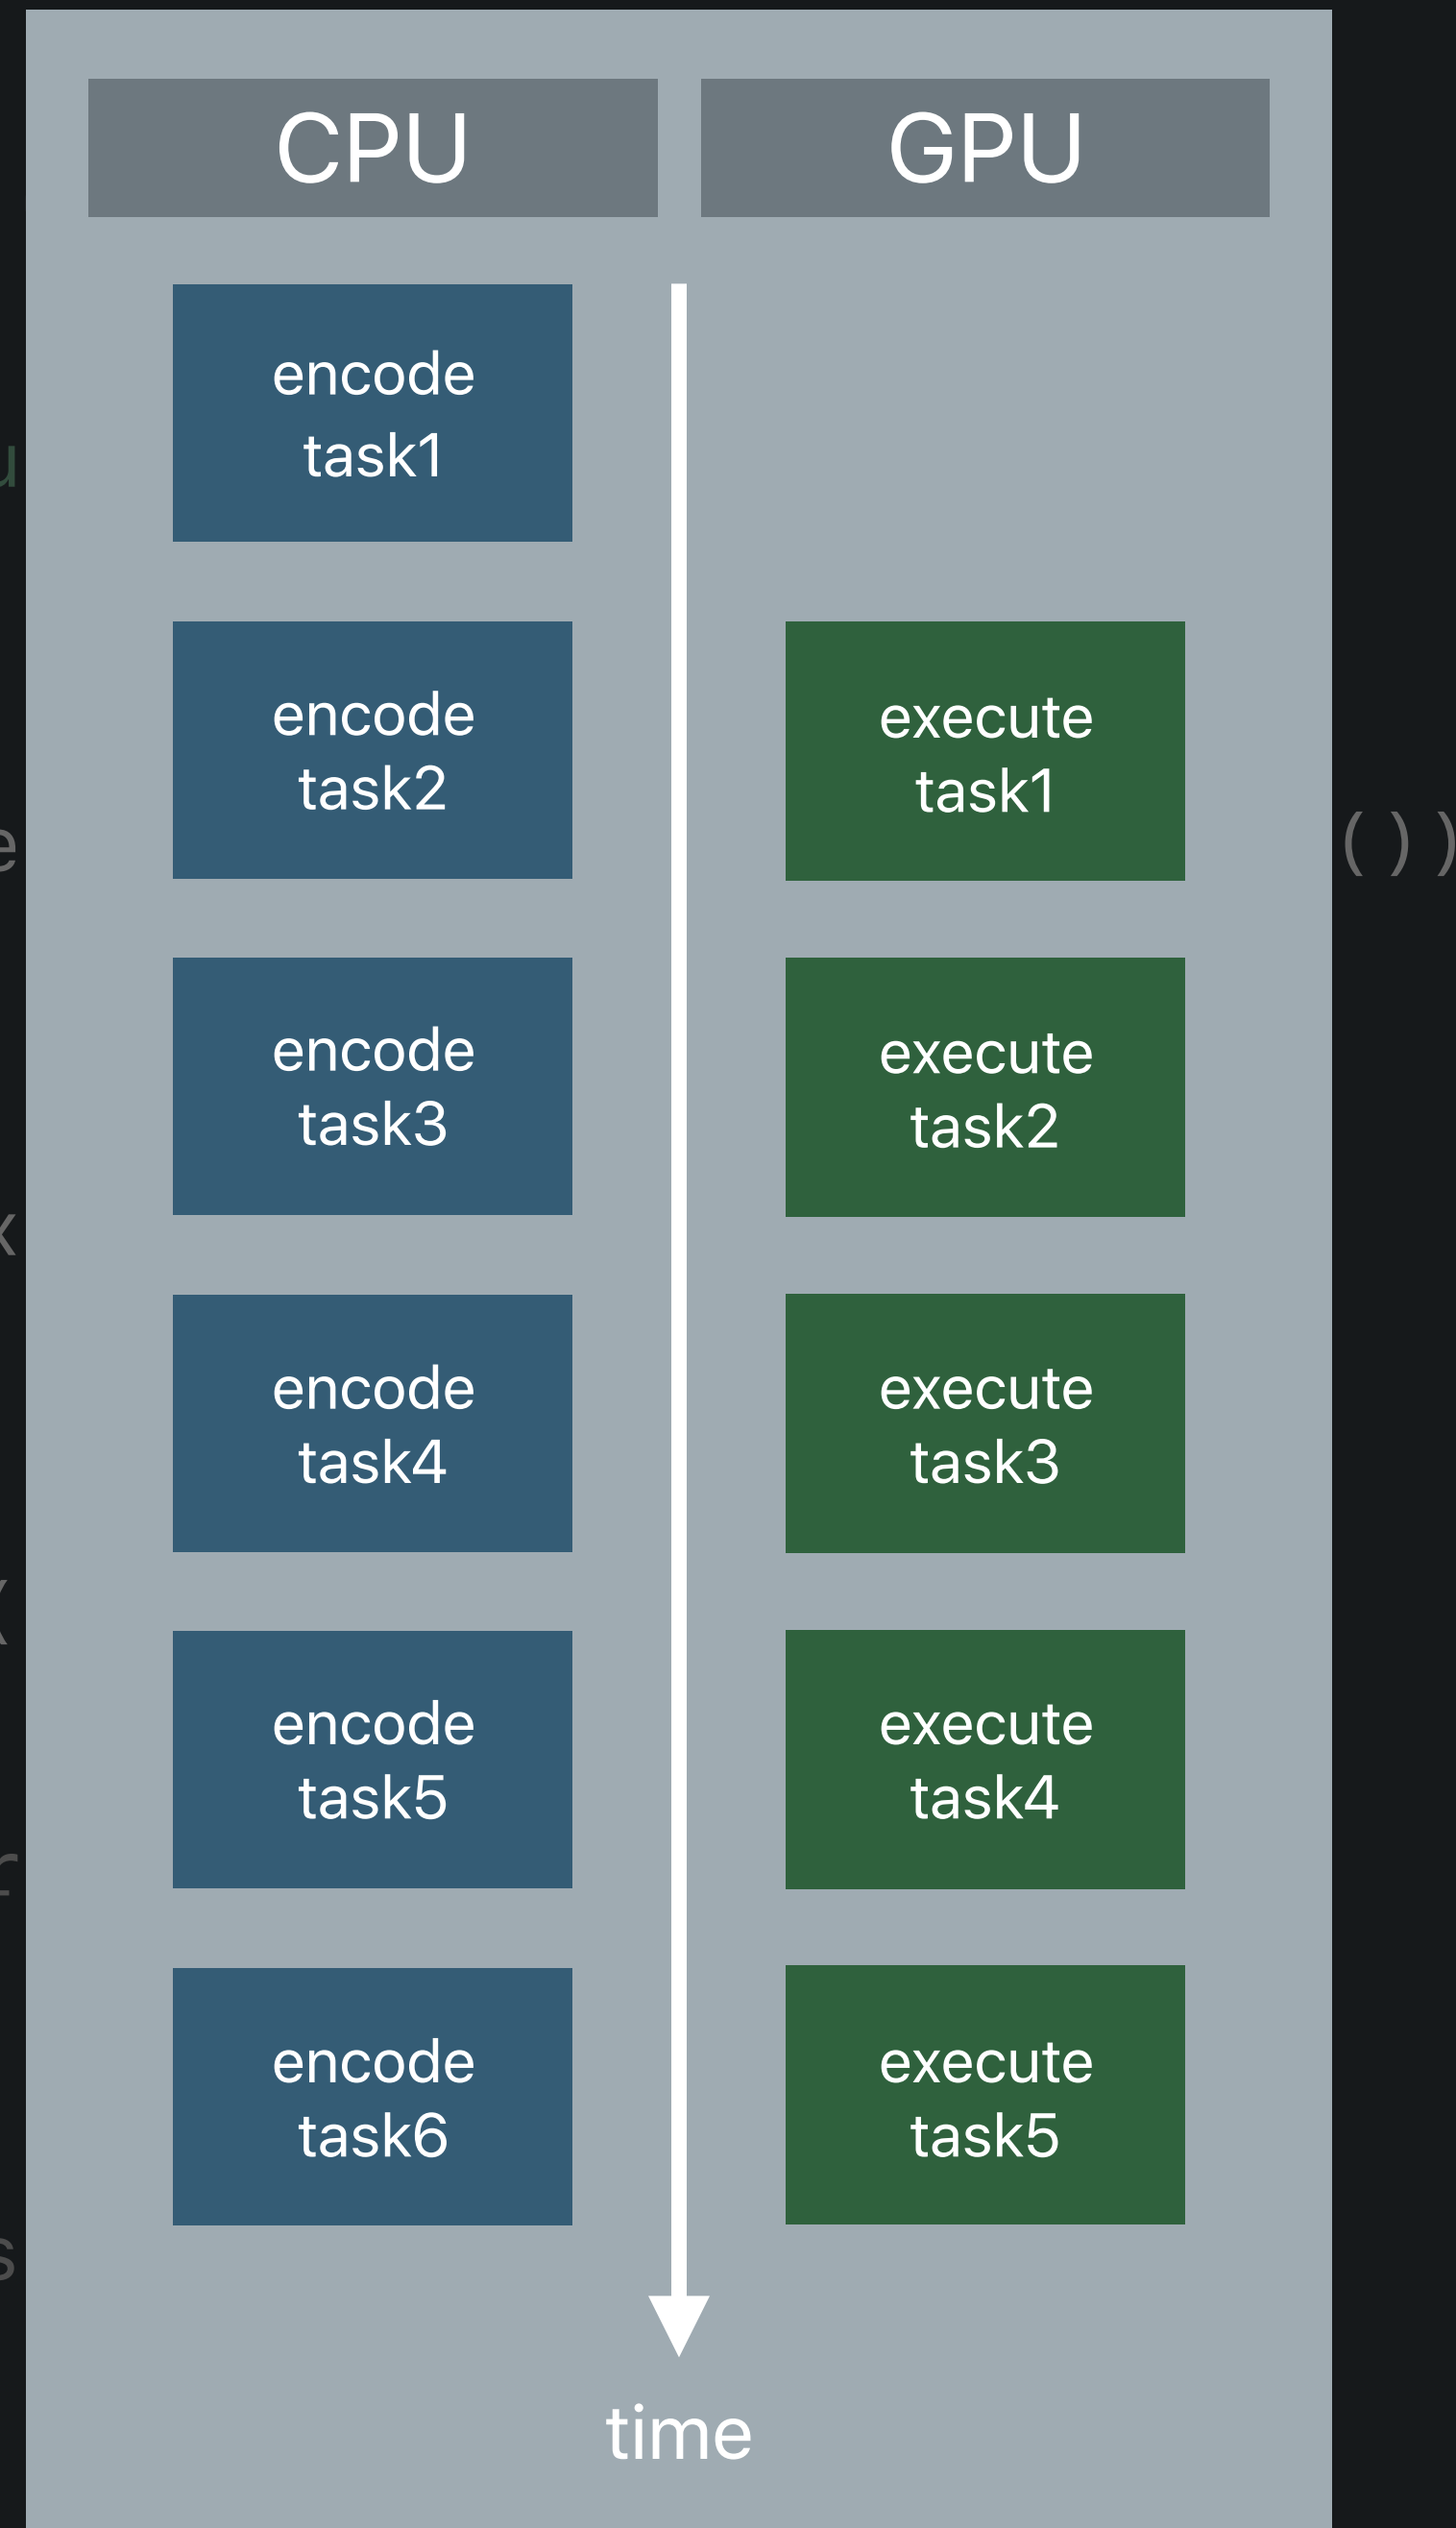 CPU
GPU
encode
task1
encode
task2
execute
task1
encode
task3
execute
task2
encode
task4
execute
task3
encode
task5
execute
task4
encode
task6
execute
task5
time
())